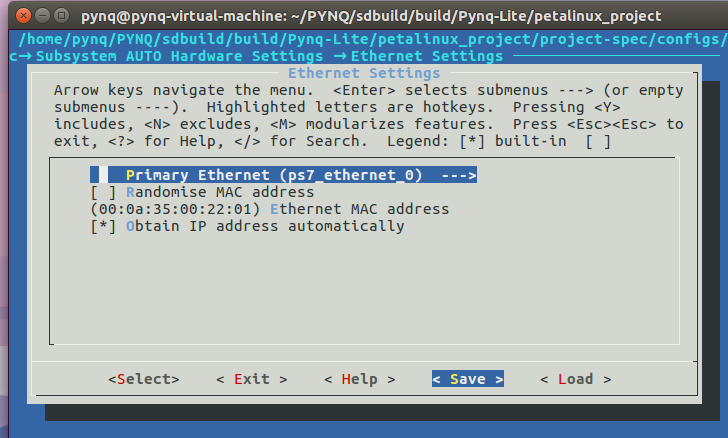 pynq@pynq-virtual-machine: ~/PYNQ/sdbuild/build/Pynq-Lite/petalinux_project
/home/pynq/PYNQ/sdbuild/build/Pynq-Lite/petalinux_project/project-spec/configs/
c→ Subsystem AUTO Hardware Settings → Ethernet Settings
Ethernet Settings
Arrow keys navigate the menu.  <Enter> selects submenus ---> (or empty
submenus ----).  Highlighted letters are hotkeys.  Pressing <Y>
includes, <N> excludes, <M> modularizes features.  Press <Esc><Esc> to
exit, <?> for Help, </> for Search.  Legend: [*] built-in  [ ]
Primary Ethernet (ps7_ethernet_0)  --->
[ ] Randomise MAC address
(00:0a:35:00:22:01) Ethernet MAC address
[*] Obtain IP address automatically
<Select>    < Exit >    < Help >    < Save >    < Load >